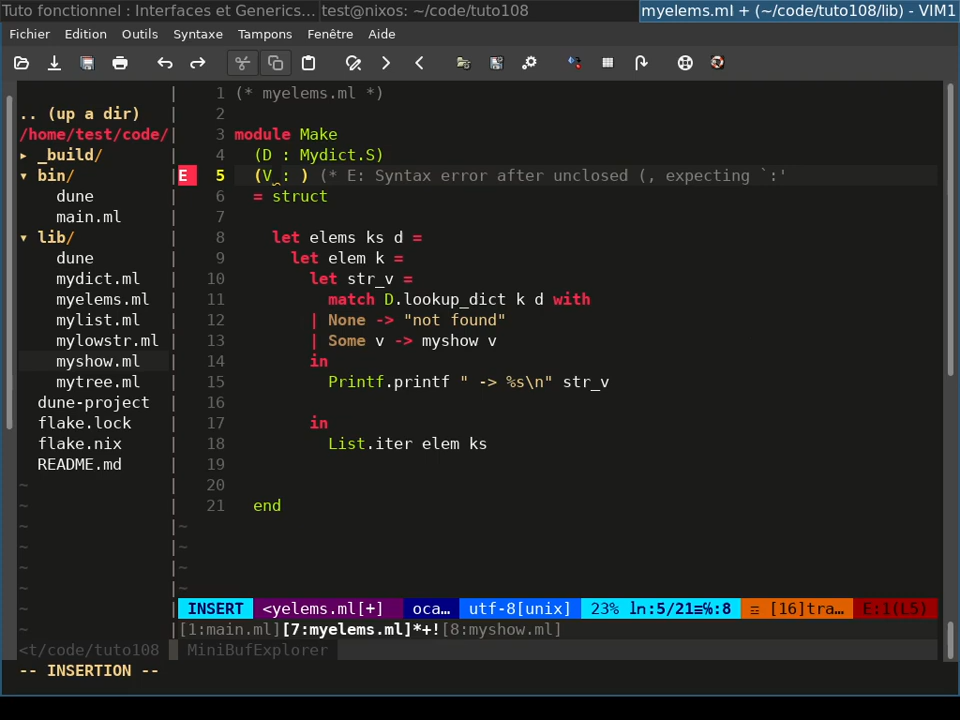 Tuto fonctionnel : Interfaces et Generics... test@nixos: ~/code/tuto108 myelems.ml + (~/code/tuto108/lib) - VIM1
Fichier Edition Outils Syntaxe Tampons Fenêtre Aide
1 (* myelems.ml *)
.. (up a dir) 2
/home/test/code/ 3 module Make
▸ _build/ 4 (D : Mydict.S)
▾ bin/ E 5 (V : ) (* E: Syntax error after unclosed (, expecting `:'
dune 6 = struct
main.ml 7
▾ lib/ 8 let elems ks d =
dune 9 let elem k =
mydict.ml 10 let str_v =
myelems.ml 11 match D.lookup_dict k d with
mylist.ml 12 | None -> "not found"
mylowstr.ml 13 | Some v -> myshow v
myshow.ml 14 in
mytree.ml 15 Printf.printf " -> %s\n" str_v
dune-project 16
flake.lock 17 in
flake.nix 18 List.iter elem ks
README.md 19
~ 20
~ 21 end
~ ~
~ ~
~ ~
~ ~
~ INSERT <yelems.ml[+] oca... utf-8[unix] 23% ln:5/21≡℅:8 ☲ [16]tra... E:1(L5)
~ [1:main.ml][7:myelems.ml]*+![8:myshow.ml]
<t/code/tuto108 MiniBufExplorer
-- INSERTION --